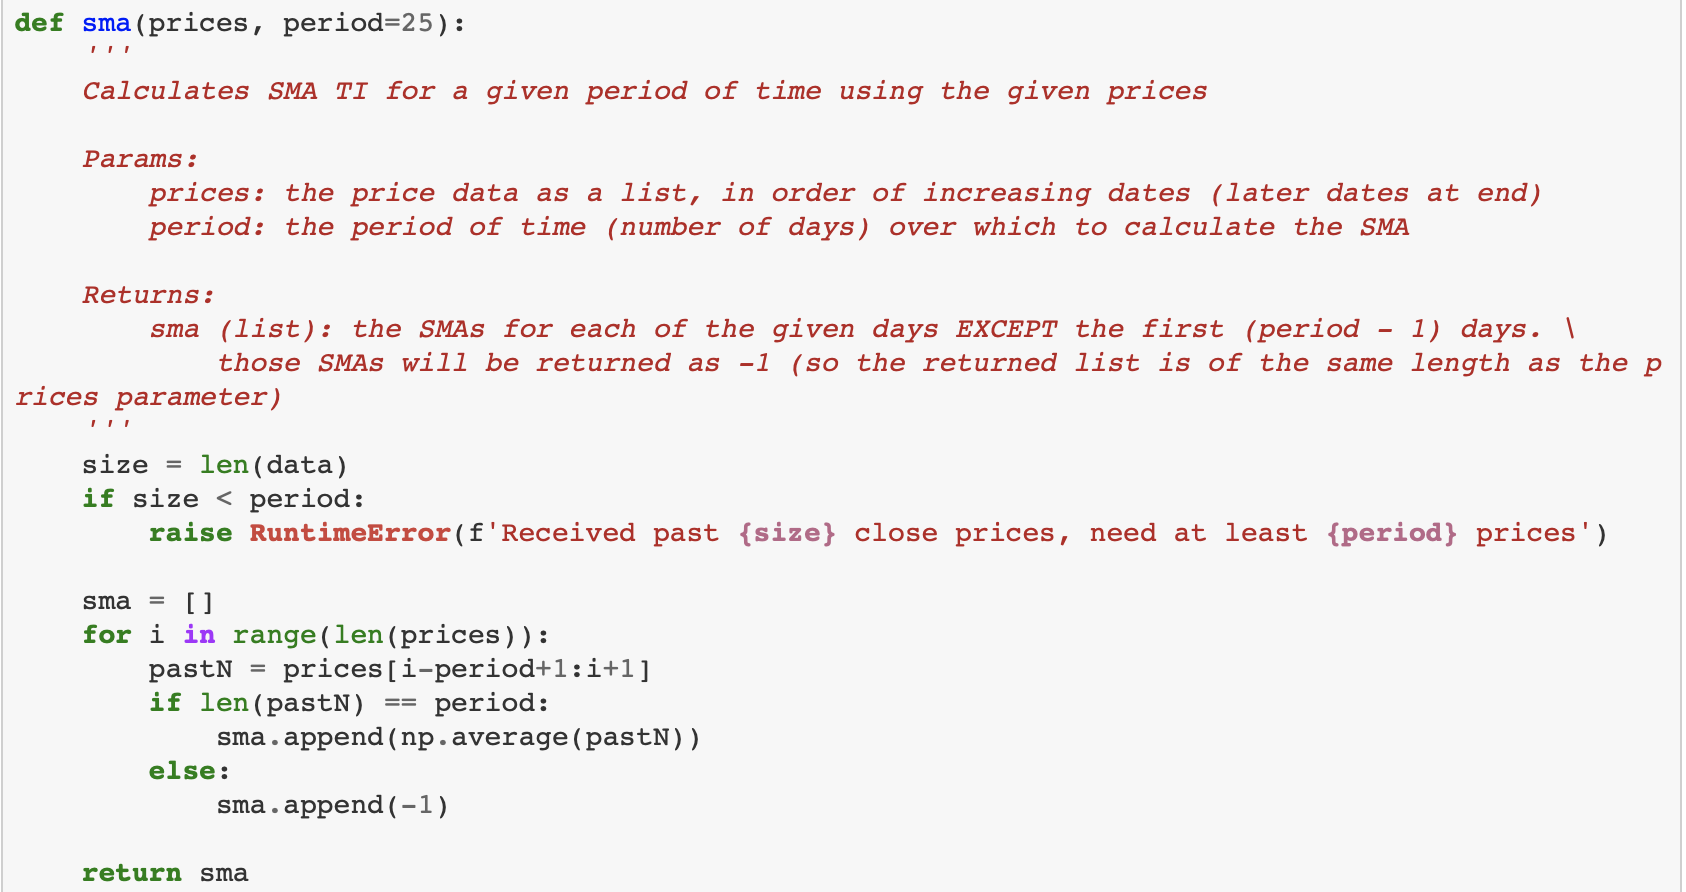 def sma(prices, period=25):
    '''
    Calculates SMA TI for a given period of time using the given prices

    Params:
        prices: the price data as a list, in order of increasing dates (later dates at end)
        period: the period of time (number of days) over which to calculate the SMA

    Returns:
        sma (list): the SMAs for each of the given days EXCEPT the first (period - 1) days. \
            those SMAs will be returned as -1 (so the returned list is of the same length as the p
rices parameter)
    '''
    size = len(data)
    if size < period:
        raise RuntimeError(f'Received past {size} close prices, need at least {period} prices')

    sma = []
    for i in range(len(prices)):
        pastN = prices[i-period+1:i+1]
        if len(pastN) == period:
            sma.append(np.average(pastN))
        else:
            sma.append(-1)

    return sma